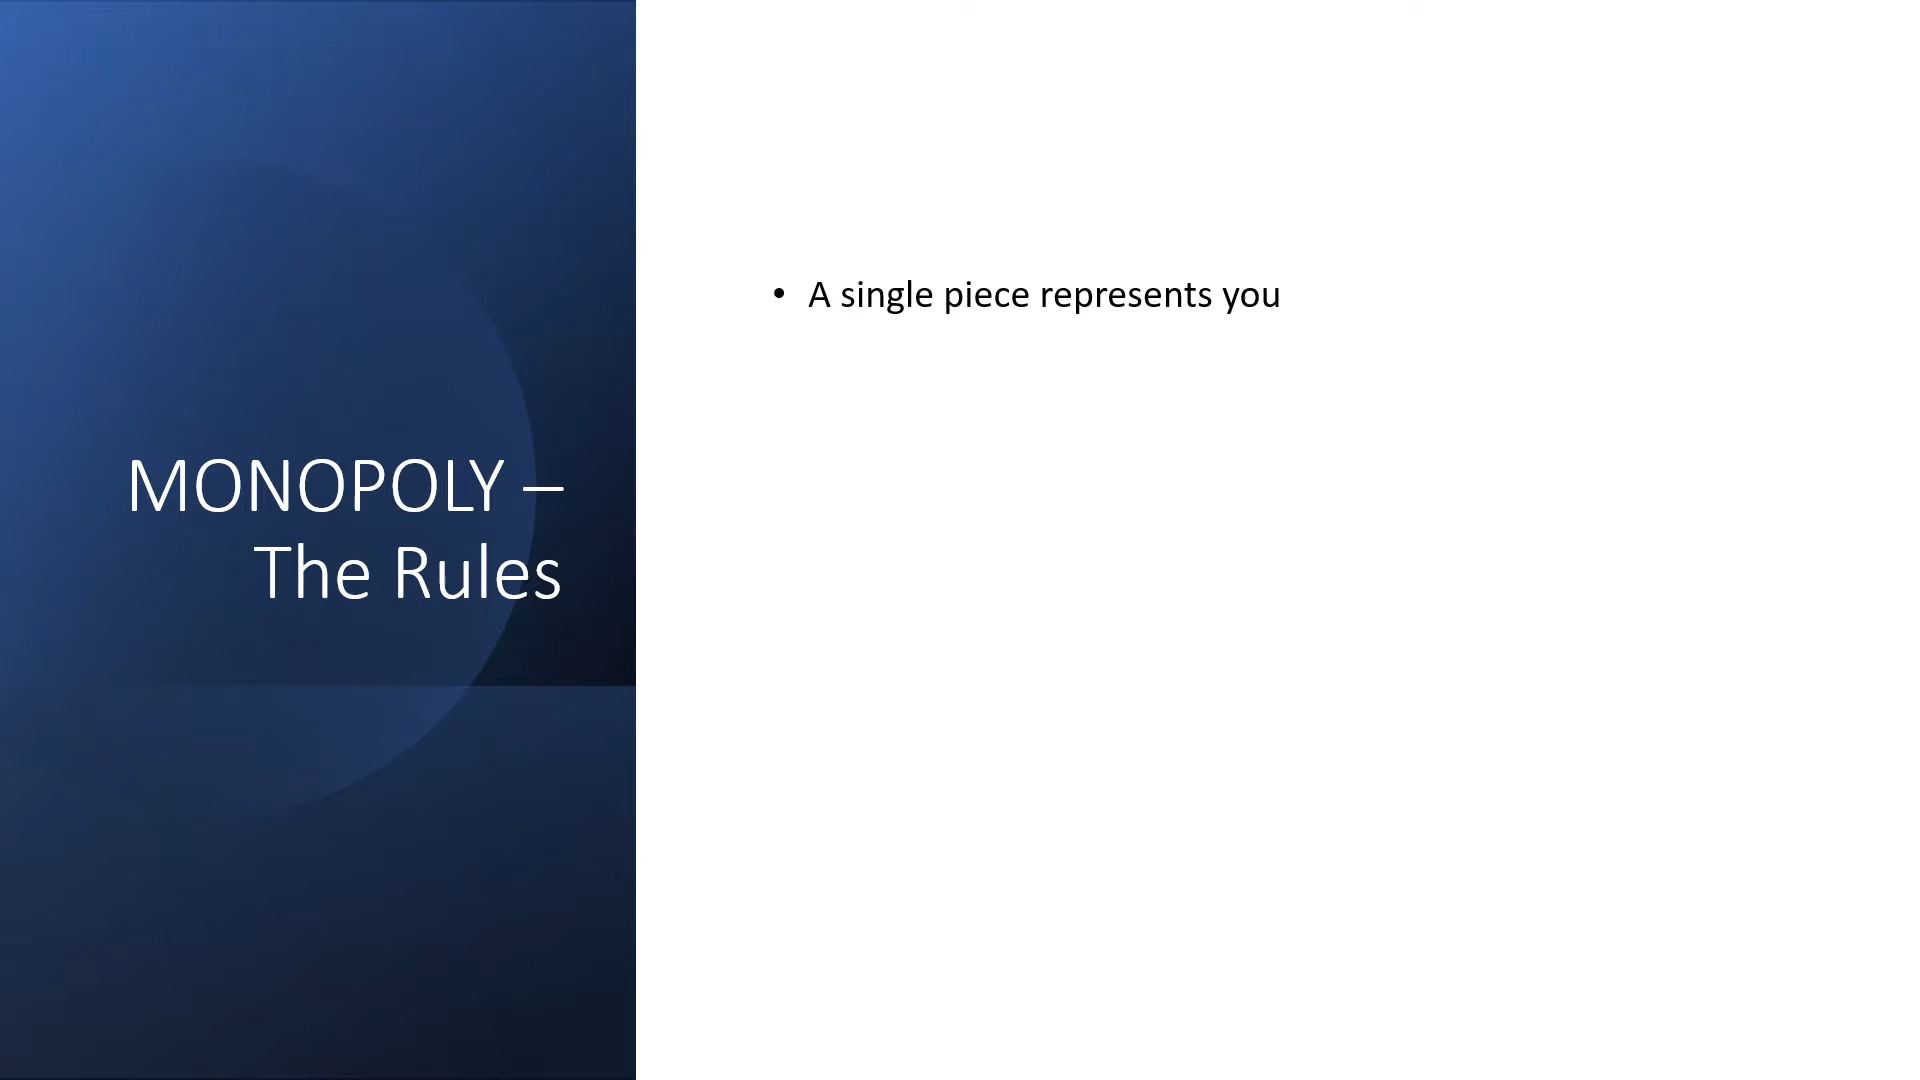 MONOPOLY –
The Rules
• A single piece represents you